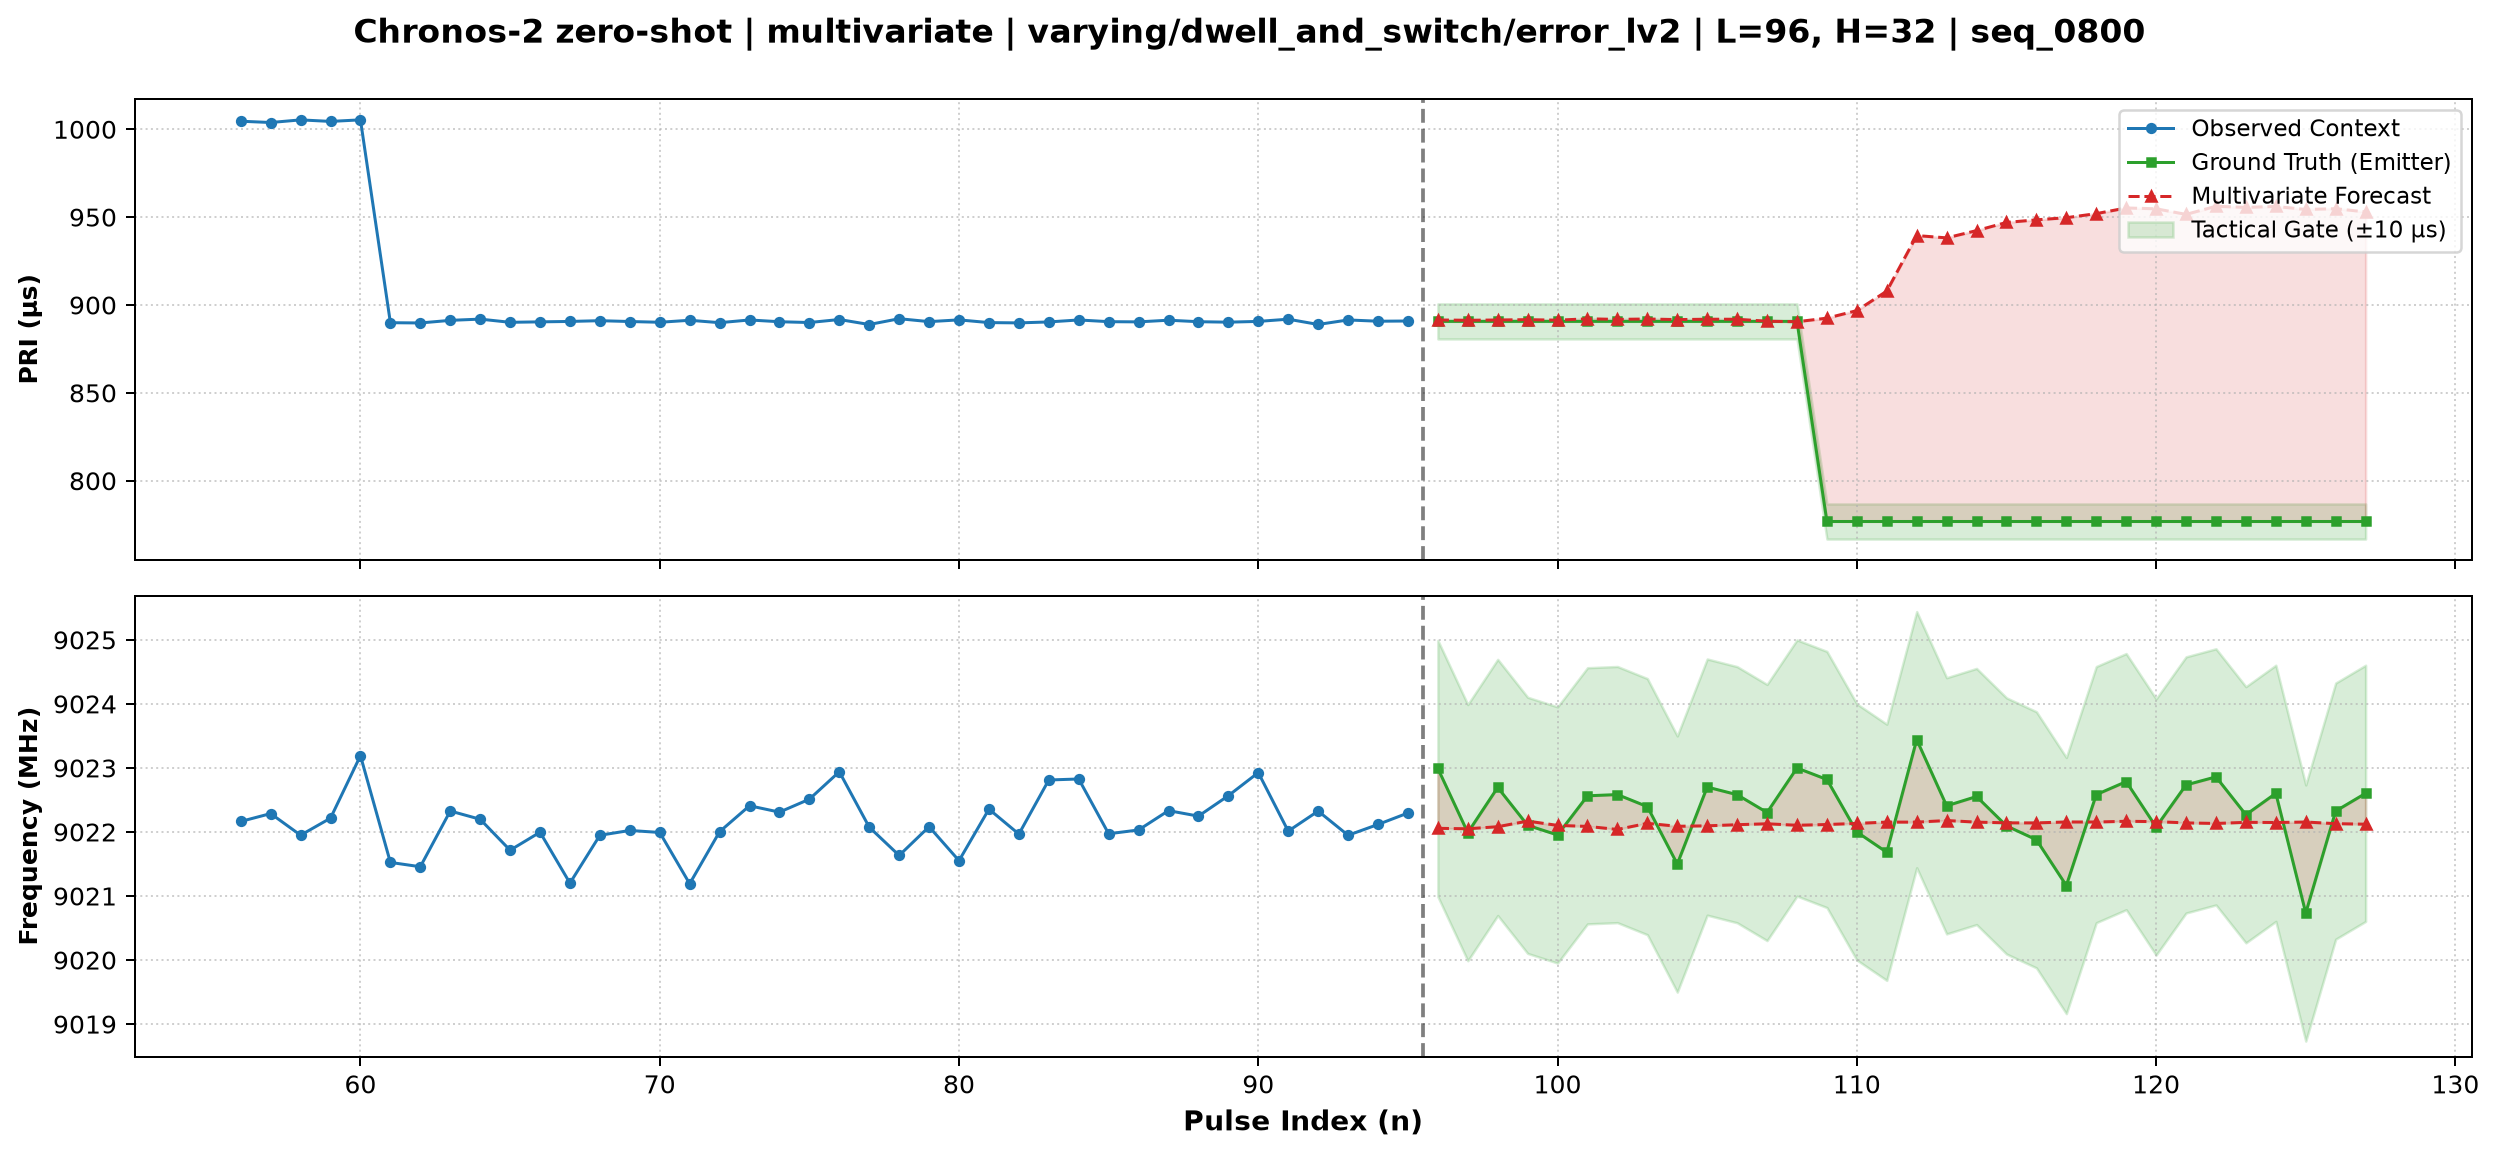 Chronos-2 zero-shot | multivariate | varying/dwell_and_switch/error_lv2 | L=96, H=32 | seq_0800
1000
950
900
850
800
PRI (µs)
Observed Context
Ground Truth (Emitter)
Multivariate Forecast
Tactical Gate (±10 µs)
9025
9024
9023
9022
9021
9020
9019
Frequency (MHz)
60 70 80 90 100 110 120 130
Pulse Index (n)